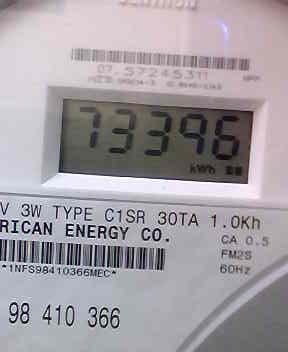 07.57245311
73396
kWh
V 3W TYPE C1SR 30TA 1.0Kh
RICAN ENERGY CO.
CA 0.5
FM2S
60Hz
*1NFS98410366MEC*
98 410 366